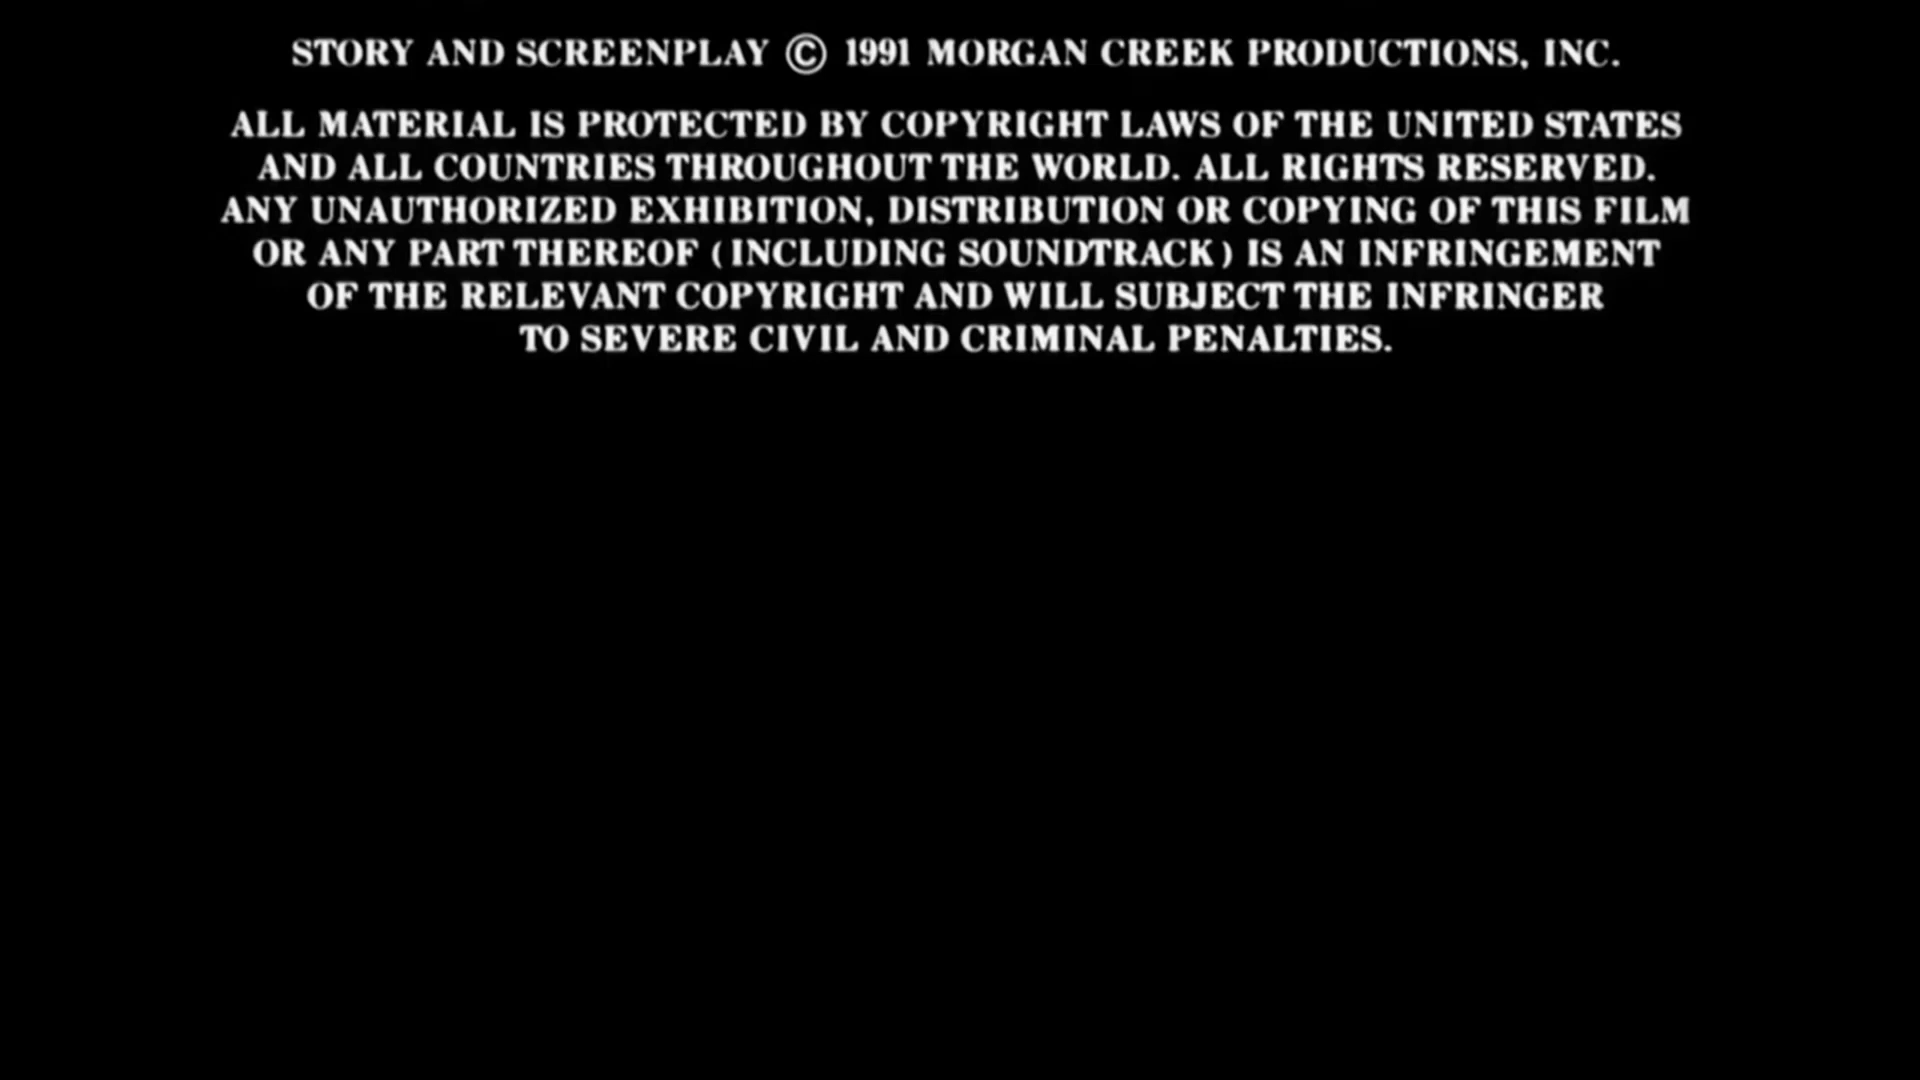 STORY AND SCREENPLAY © 1991 MORGAN CREEK PRODUCTIONS, INC.
ALL MATERIAL IS PROTECTED BY COPYRIGHT LAWS OF THE UNITED STATES
AND ALL COUNTRIES THROUGHOUT THE WORLD. ALL RIGHTS RESERVED.
ANY UNAUTHORIZED EXHIBITION, DISTRIBUTION OR COPYING OF THIS FILM
OR ANY PART THEREOF (INCLUDING SOUNDTRACK) IS AN INFRINGEMENT
OF THE RELEVANT COPYRIGHT AND WILL SUBJECT THE INFRINGER
TO SEVERE CIVIL AND CRIMINAL PENALTIES.